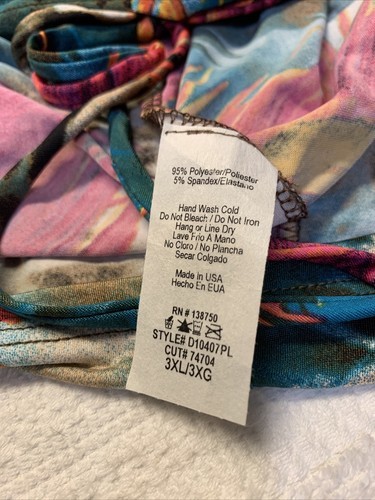 95% Polyester/Poliester
5% Spandex/Elastano
Hand Wash Cold
Do Not Bleach / Do Not Iron
Hang or Line Dry
Lave Frio A Mano
No Cloro / No Plancha
Secar Colgado
Made in USA
Hecho En EUA
RN # 138750
STYLE# D10407PL
CUT# 74704
3XL/3XG